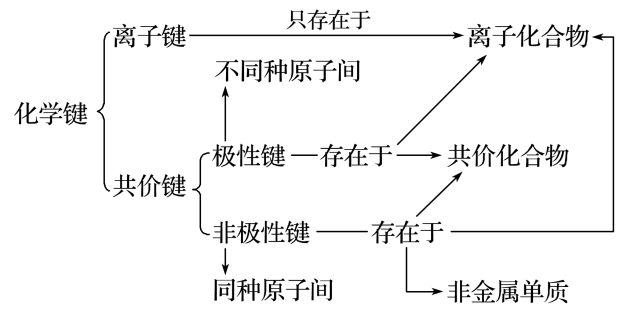 只存在于
离子键
离子化合物
不同种原子间
化学键
极性键
存在于
共价化合物
共价键
非极性键
存在于
同种原子间
非金属单质